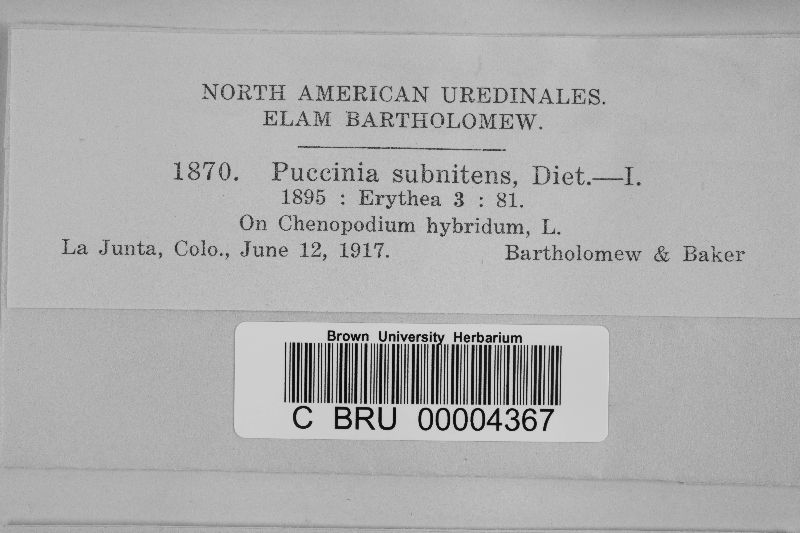 NORTH AMERICAN UREDINALES.
ELAM BARTHOLOMEW.
1870. Puccinia subnitens, Diet.—I.
1895 : Erythea 3 : 81.
On Chenopodium hybridum, L.
La Junta, Colo., June 12, 1917. Bartholomew & Baker
Brown University Herbarium
C BRU 00004367